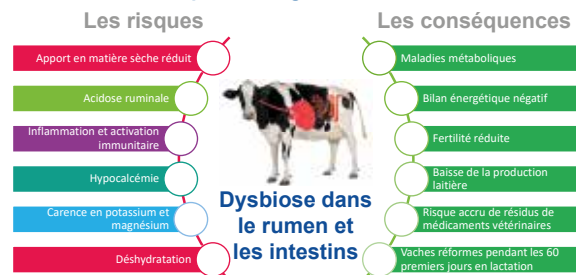 Les risques
Apport en matière sèche réduit
Acidose ruminale
Inflammation et activation
immunitaire
Hypocalcémie
Carence en potassium et
magnésium
Déshydratation
Dysbiose dans
le rumen et
les intestins
Les conséquences
Maladies métaboliques
Bilan énergétique négatif
Fertilité réduite
Baisse de la production
laitière
Risque accru de résidus de
médicaments vétérinaires
Vaches réformes pendant les 60
premiers jours en lactation